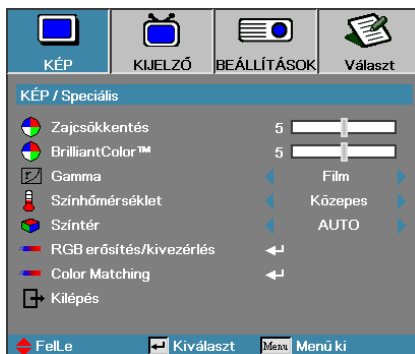 KÉP KIJELZŐ BEÁLLÍTÁSOK Választ
KÉP / Speciális
Zajcsökkentés 5
BrilliantColor™ 5
Gamma Film
Színhőmérséklet Közepes
Színtér AUTO
RGB erősítés/kivezérlés
Color Matching
Kilépés
FelLe Kiválaszt Menu Menü ki